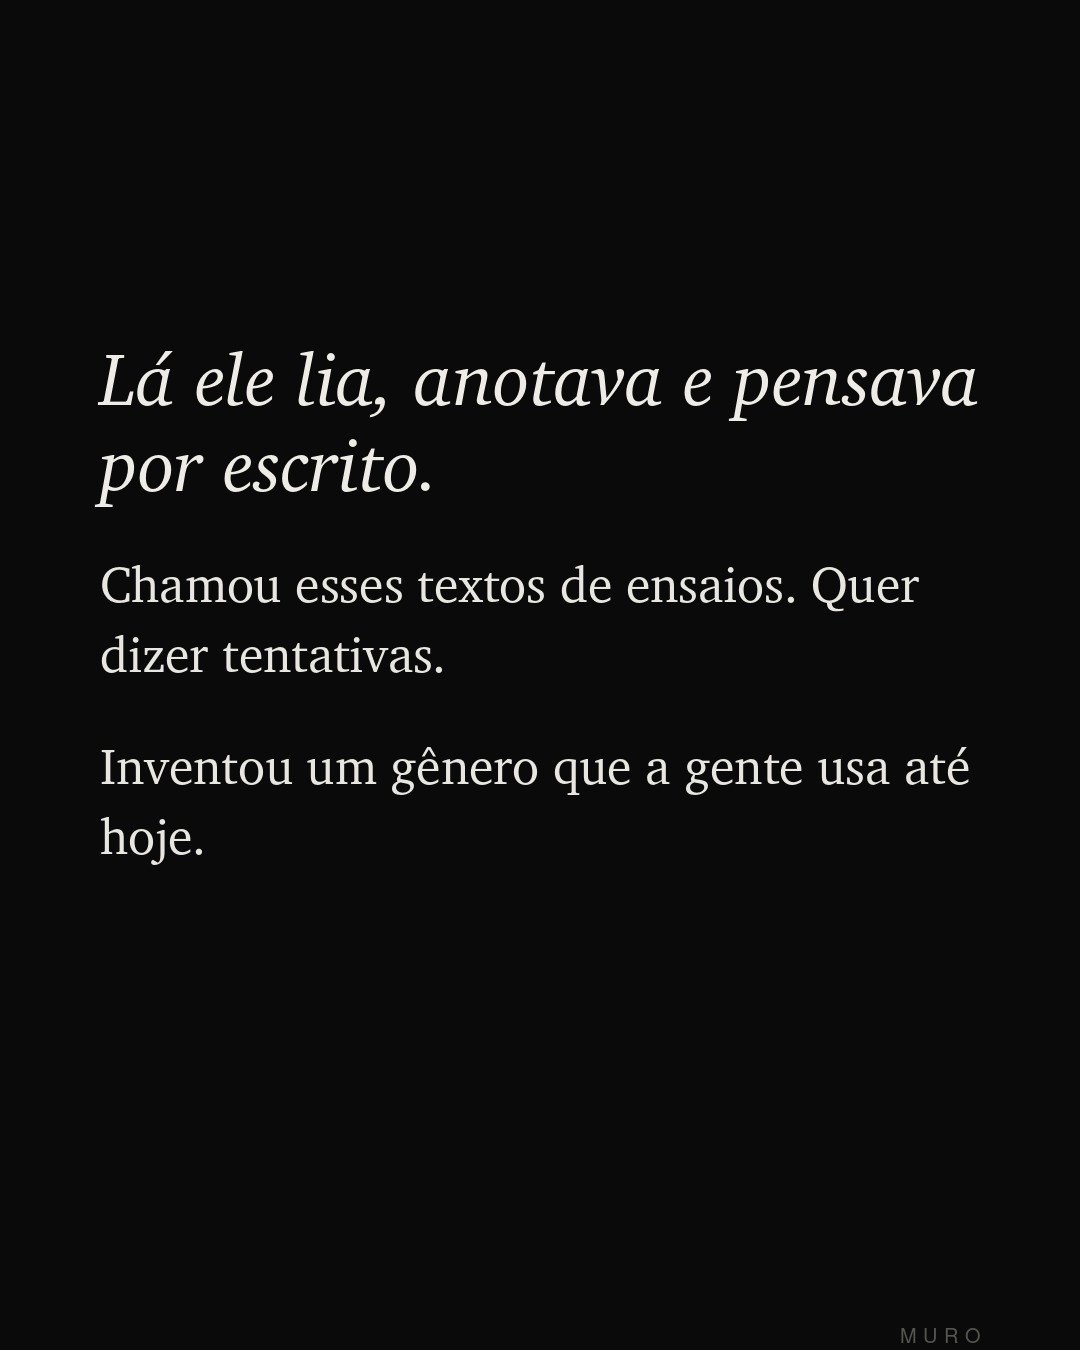 Lá ele lia, anotava e pensava
por escrito.
Chamou esses textos de ensaios. Quer
dizer tentativas.
Inventou um gênero que a gente usa até
hoje.
MURO